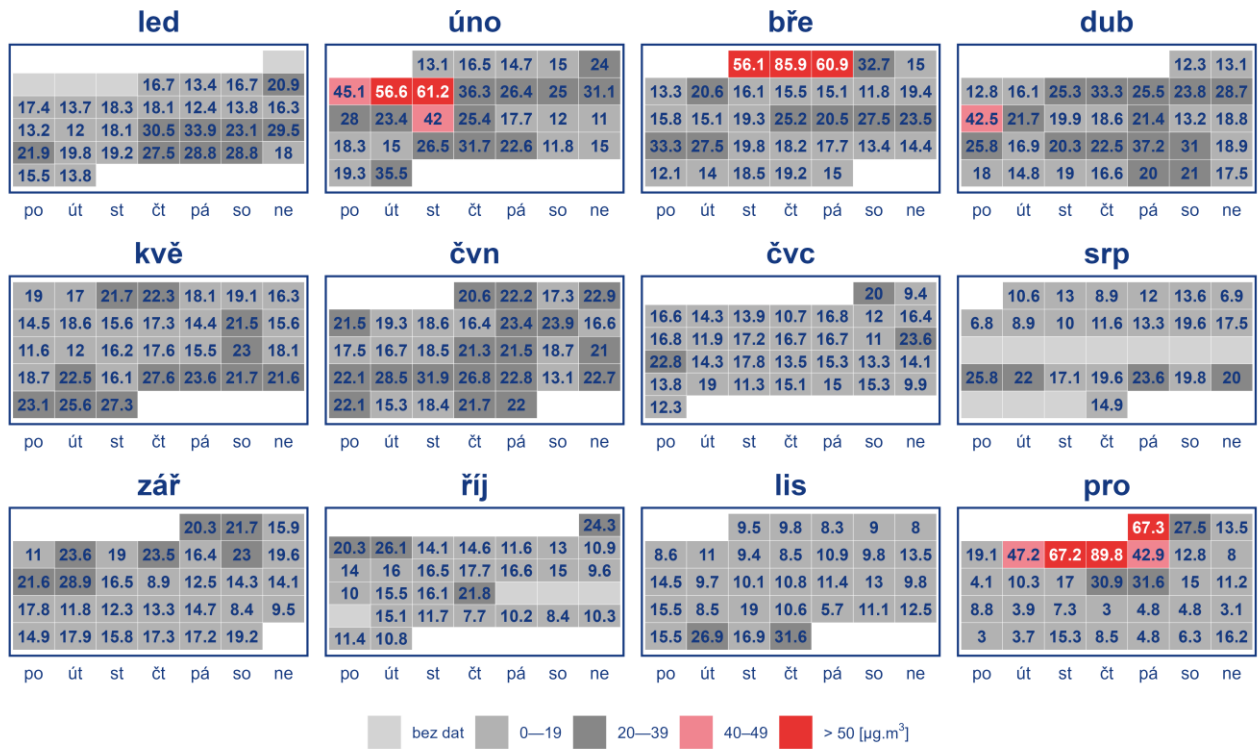 led
16.7 13.4 16.7 20.9
17.4 13.7 18.3 18.1 12.4 13.8 16.3
13.2 12 18.1 30.5 33.9 23.1 29.5
21.9 19.8 19.2 27.5 28.8 28.8 18
15.5 13.8
po út st čt pá so ne
úno
13.1 16.5 14.7 15 24
45.1 56.6 61.2 36.3 26.4 25 31.1
28 23.4 42 25.4 17.7 12 11
18.3 15 26.5 31.7 22.6 11.8 15
19.3 35.5
po út st čt pá so ne
bře
56.1 85.9 60.9 32.7 15
13.3 20.6 16.1 15.5 15.1 11.8 19.4
15.8 15.1 19.3 25.2 20.5 27.5 23.5
33.3 27.5 19.8 18.2 17.7 13.4 14.4
12.1 14 18.5 19.2 15
po út st čt pá so ne
dub
12.3 13.1
12.8 16.1 25.3 33.3 25.5 23.8 28.7
42.5 21.7 19.9 18.6 21.4 13.2 18.8
25.8 16.9 20.3 22.5 37.2 31 18.9
18 14.8 19 16.6 20 21 17.5
po út st čt pá so ne
kvě
19 17 21.7 22.3 18.1 19.1 16.3
14.5 18.6 15.6 17.3 14.4 21.5 15.6
11.6 12 16.2 17.6 15.5 23 18.1
18.7 22.5 16.1 27.6 23.6 21.7 21.6
23.1 25.6 27.3
po út st čt pá so ne
čvn
20.6 22.2 17.3 22.9
21.5 19.3 18.6 16.4 23.4 23.9 16.6
17.5 16.7 18.5 21.3 21.5 18.7 21
22.1 28.5 31.9 26.8 22.8 13.1 22.7
22.1 15.3 18.4 21.7 22
po út st čt pá so ne
čvc
20 9.4
16.6 14.3 13.9 10.7 16.8 12 16.4
16.8 11.9 17.2 16.7 16.7 11 23.6
22.8 14.3 17.8 13.5 15.3 13.3 14.1
13.8 19 11.3 15.1 15 15.3 9.9
12.3
po út st čt pá so ne
srp
10.6 13 8.9 12 13.6 6.9
6.8 8.9 10 11.6 13.3 19.6 17.5
25.8 22 17.1 19.6 23.6 19.8 20
14.9
po út st čt pá so ne
zář
20.3 21.7 15.9
11 23.6 19 23.5 16.4 23 19.6
21.6 28.9 16.5 8.9 12.5 14.3 14.1
17.8 11.8 12.3 13.3 14.7 8.4 9.5
14.9 17.9 15.8 17.3 17.2 19.2
po út st čt pá so ne
říj
24.3
20.3 26.1 14.1 14.6 11.6 13 10.9
14 16 16.5 17.7 16.6 15 9.6
10 15.5 16.1 21.8
15.1 11.7 7.7 10.2 8.4 10.3
11.4 10.8
po út st čt pá so ne
lis
9.5 9.8 8.3 9 8
8.6 11 9.4 8.5 10.9 9.8 13.5
14.5 9.7 10.1 10.8 11.4 13 9.8
15.5 8.5 19 10.6 5.7 11.1 12.5
15.5 26.9 16.9 31.6
po út st čt pá so ne
pro
67.3 27.5 13.5
19.1 47.2 67.2 89.8 42.9 12.8 8
4.1 10.3 17 30.9 31.6 15 11.2
8.8 3.9 7.3 3 4.8 4.8 3.1
3 3.7 15.3 8.5 4.8 6.3 16.2
po út st čt pá so ne
bez dat 0—19 20—39 40–49 > 50 [µg.m³]